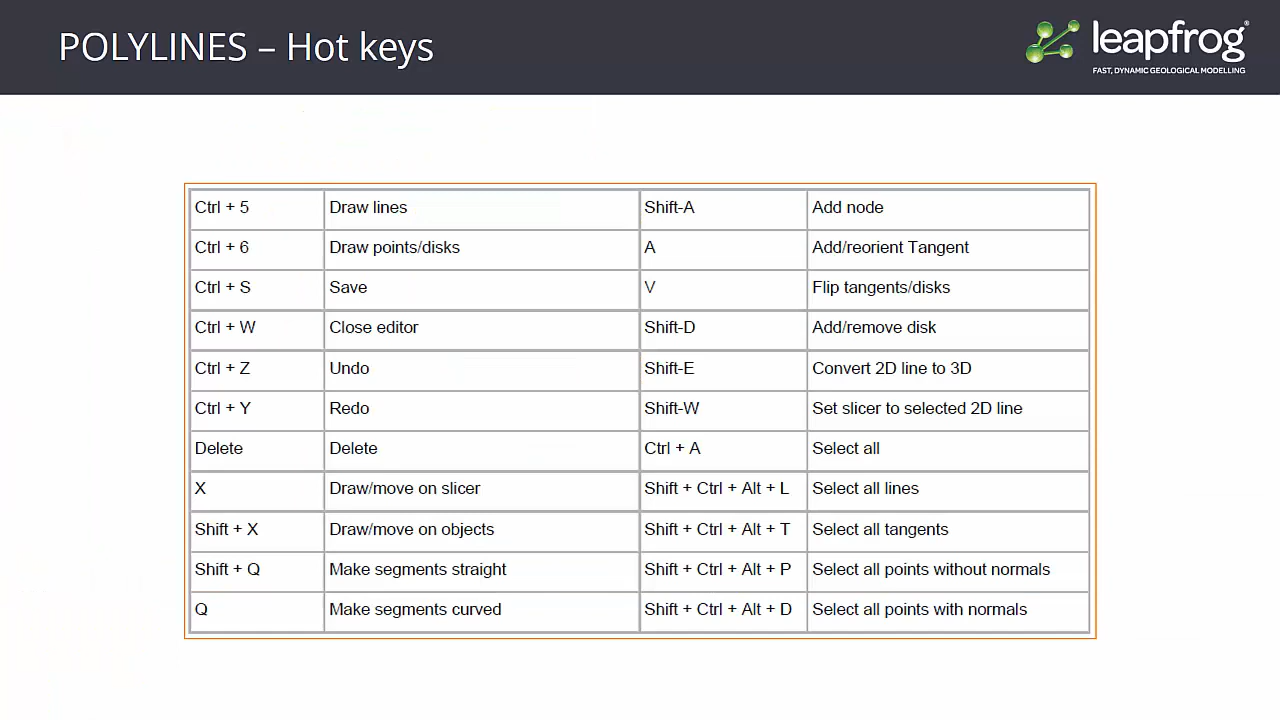 POLYLINES – Hot keys
leapfrog®
FAST, DYNAMIC GEOLOGICAL MODELLING
Ctrl + 5 Draw lines Shift-A Add node
Ctrl + 6 Draw points/disks A Add/reorient Tangent
Ctrl + S Save V Flip tangents/disks
Ctrl + W Close editor Shift-D Add/remove disk
Ctrl + Z Undo Shift-E Convert 2D line to 3D
Ctrl + Y Redo Shift-W Set slicer to selected 2D line
Delete Delete Ctrl + A Select all
X Draw/move on slicer Shift + Ctrl + Alt + L Select all lines
Shift + X Draw/move on objects Shift + Ctrl + Alt + T Select all tangents
Shift + Q Make segments straight Shift + Ctrl + Alt + P Select all points without normals
Q Make segments curved Shift + Ctrl + Alt + D Select all points with normals